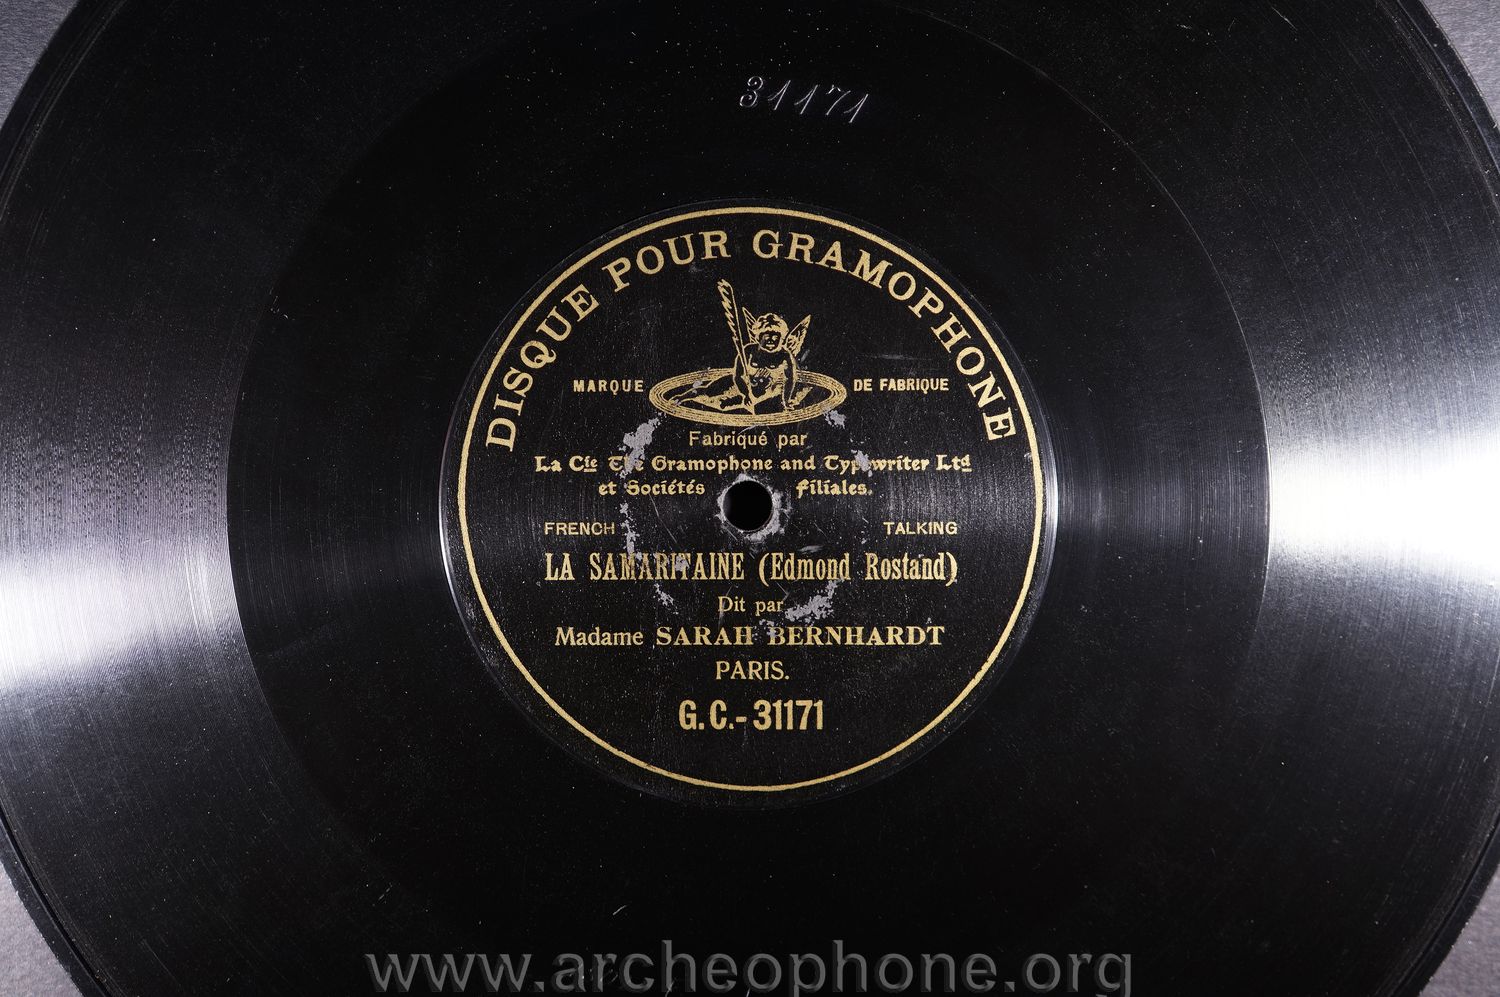 31171
DISQUE POUR GRAMOPHONE
MARQUE DE FABRIQUE
Fabriqué par
La Cie The Gramophone and Typewriter Ltd
et Sociétés filiales.
FRENCH TALKING
LA SAMARITAINE (Edmond Rostand)
Dit par
Madame SARAH BERNHARDT
PARIS.
G.C.-31171
www.archeophone.org